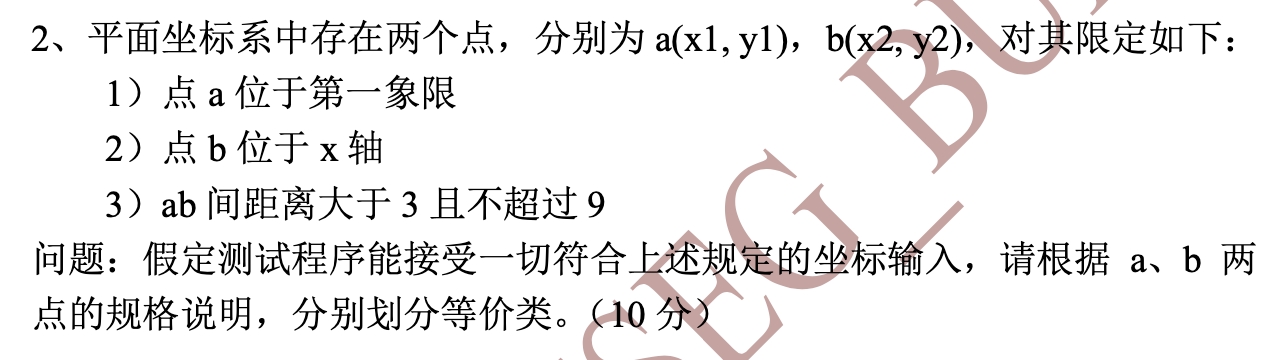 2、平面坐标系中存在两个点，分别为 a(x1, y1)，b(x2, y2)，对其限定如下：
1）点 a 位于第一象限
2）点 b 位于 x 轴
3）ab 间距离大于 3 且不超过 9
问题：假定测试程序能接受一切符合上述规定的坐标输入，请根据 a、b 两
点的规格说明，分别划分等价类。（10 分）
SEG_BU